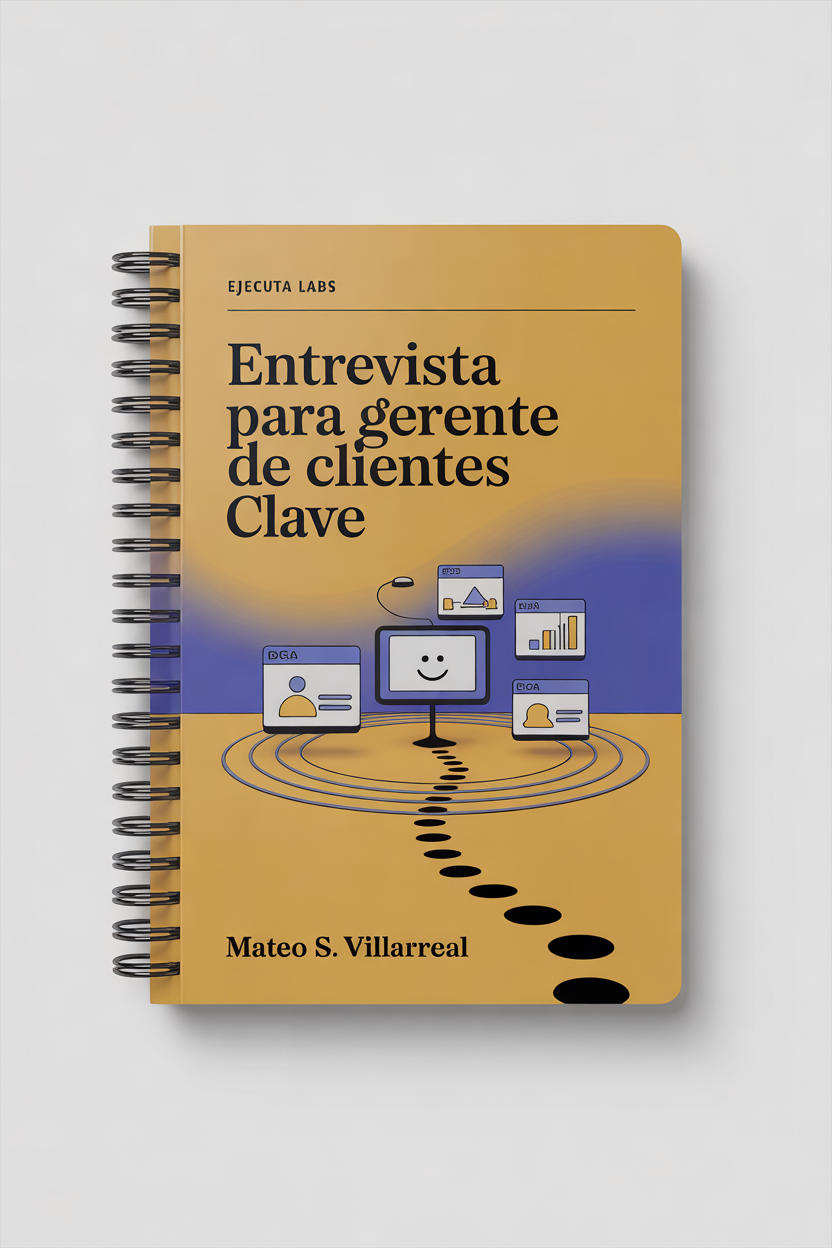 EJECUTA LABS
Entrevista
para gerente
de clientes
Clave
Mateo S. Villarreal